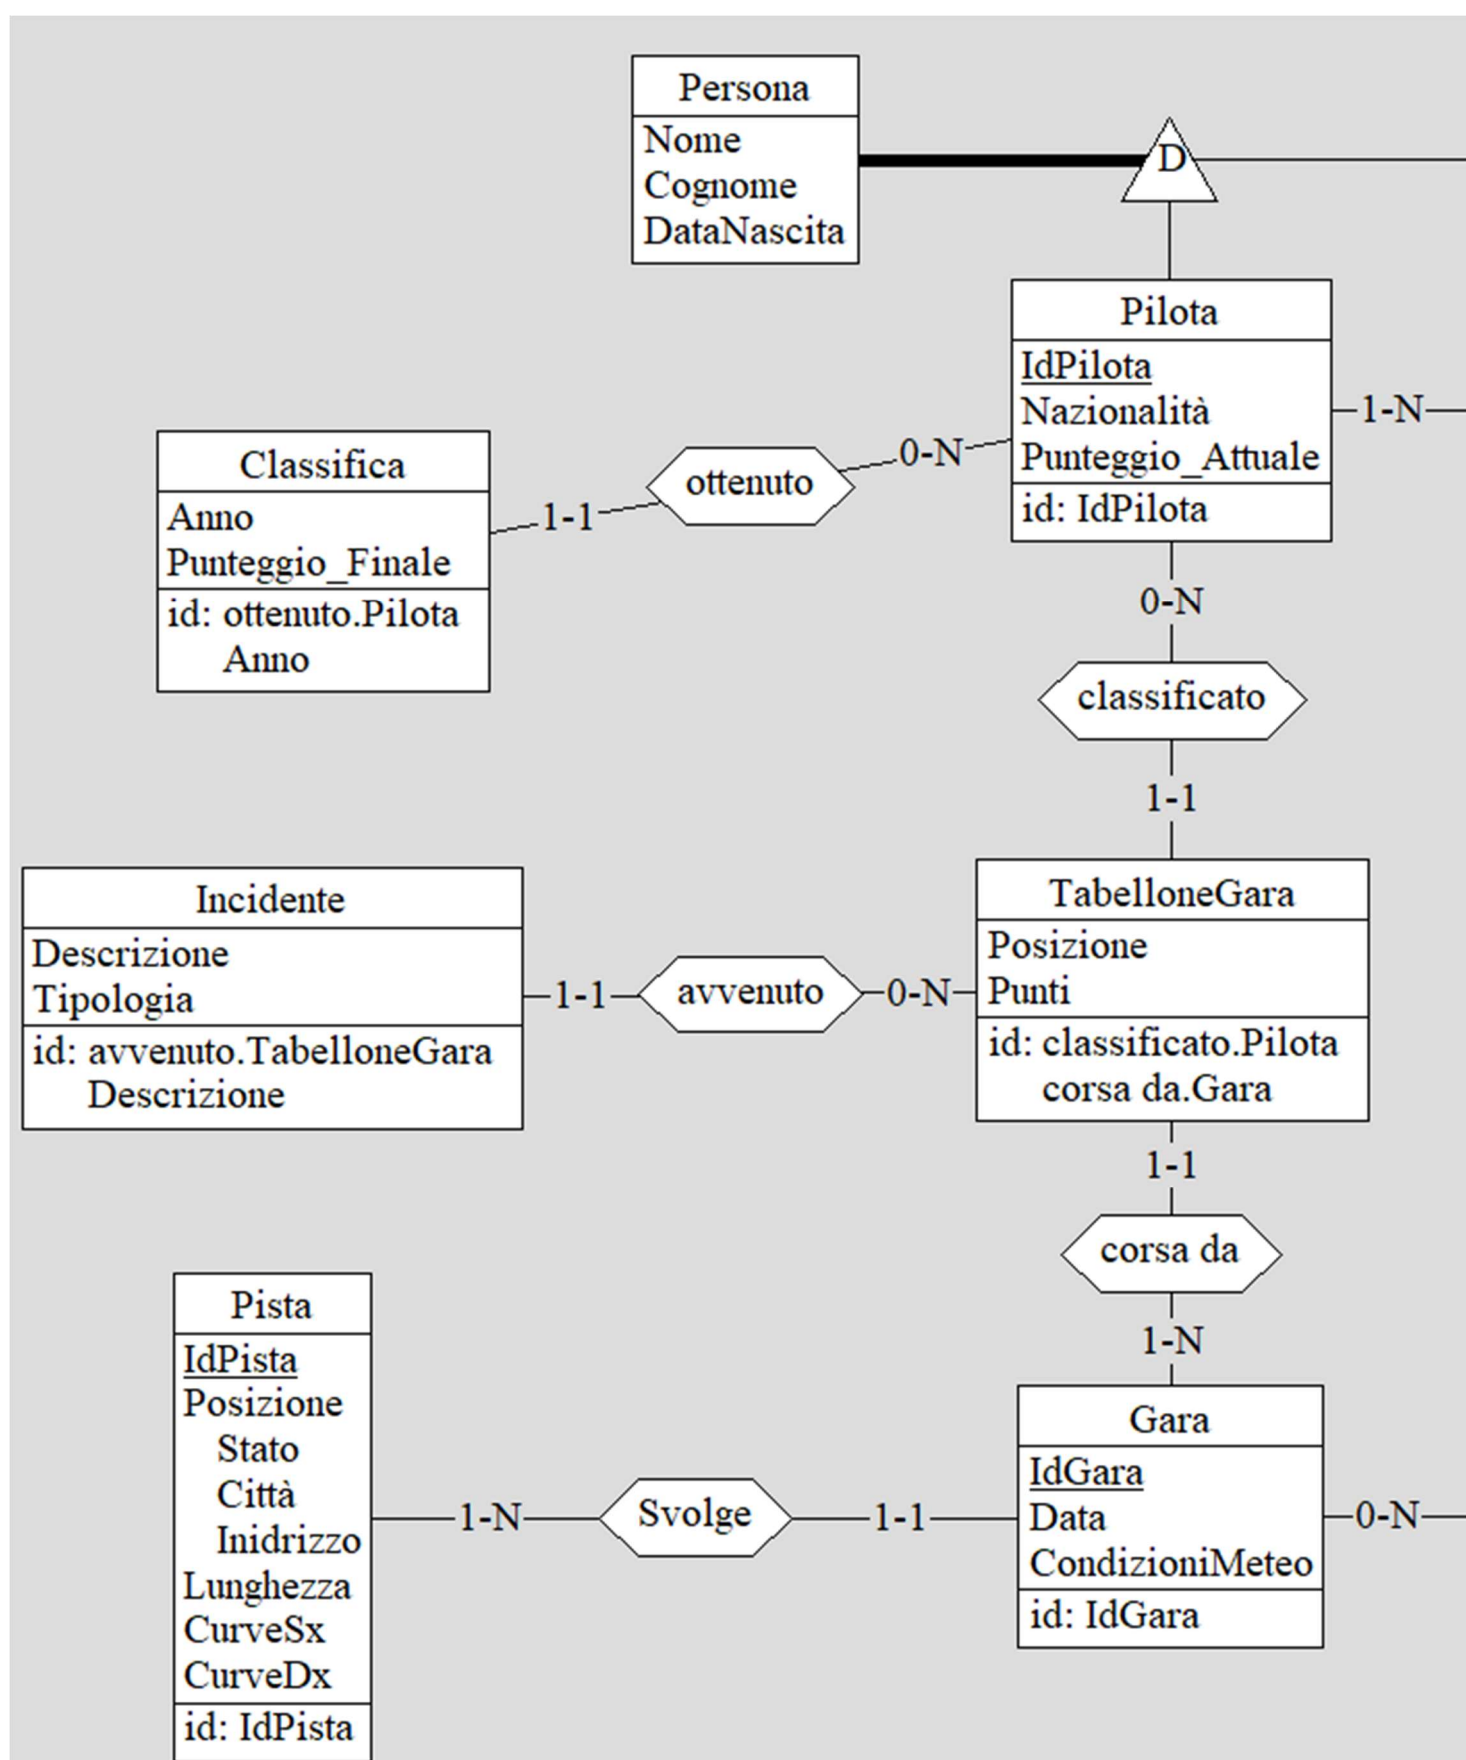 Persona
Nome
Cognome
DataNascita
D
Pilota
IdPilota
Nazionalità
Punteggio_Attuale
id: IdPilota
1-N
0-N
ottenuto
1-1
Classifica
Anno
Punteggio_Finale
id: ottenuto.Pilota
Anno
0-N
classificato
1-1
TabelloneGara
Posizione
Punti
id: classificato.Pilota
corsa da.Gara
0-N
avvenuto
1-1
Incidente
Descrizione
Tipologia
id: avvenuto.TabelloneGara
Descrizione
1-1
corsa da
1-N
Gara
IdGara
Data
CondizioniMeteo
id: IdGara
0-N
1-1
Svolge
1-N
Pista
IdPista
Posizione
Stato
Città
Inidrizzo
Lunghezza
CurveSx
CurveDx
id: IdPista